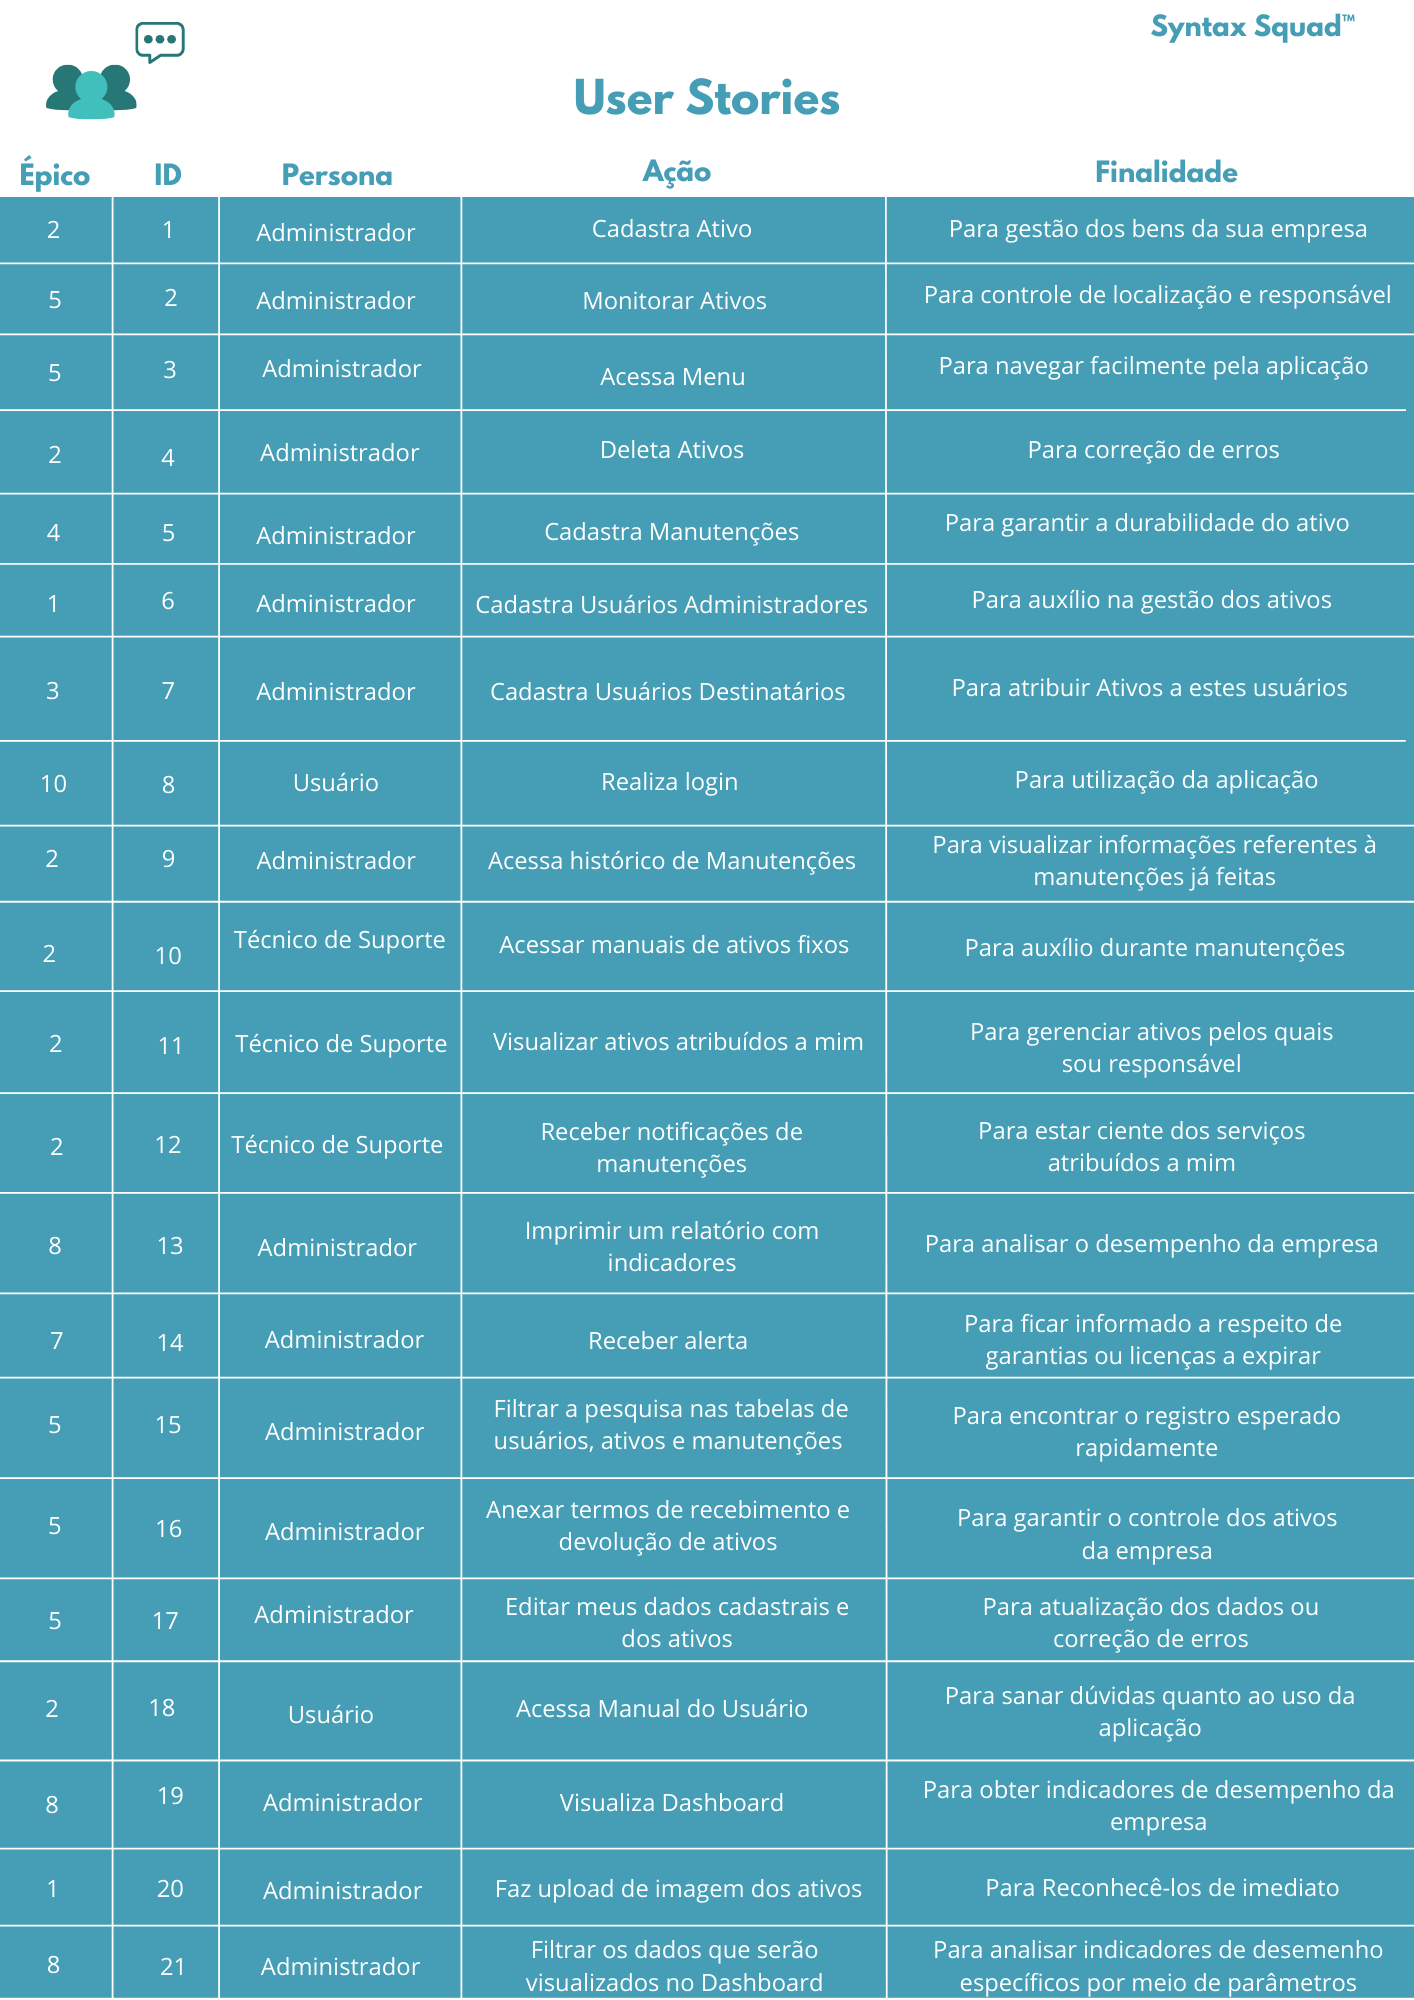 Syntax Squad™
User Stories
Épico ID Persona Ação Finalidade
2 1 Administrador Cadastra Ativo Para gestão dos bens da sua empresa
5 2 Administrador Monitorar Ativos Para controle de localização e responsável
5 3 Administrador Acessa Menu Para navegar facilmente pela aplicação
2 4 Administrador Deleta Ativos Para correção de erros
4 5 Administrador Cadastra Manutenções Para garantir a durabilidade do ativo
1 6 Administrador Cadastra Usuários Administradores Para auxílio na gestão dos ativos
3 7 Administrador Cadastra Usuários Destinatários Para atribuir Ativos a estes usuários
10 8 Usuário Realiza login Para utilização da aplicação
2 9 Administrador Acessa histórico de Manutenções Para visualizar informações referentes à
manutenções já feitas
2 10 Técnico de Suporte Acessar manuais de ativos fixos Para auxílio durante manutenções
2 11 Técnico de Suporte Visualizar ativos atribuídos a mim Para gerenciar ativos pelos quais
sou responsável
2 12 Técnico de Suporte Receber notificações de
manutenções
Para estar ciente dos serviços
atribuídos a mim
8 13 Administrador Imprimir um relatório com
indicadores
Para analisar o desempenho da empresa
7 14 Administrador Receber alerta Para ficar informado a respeito de
garantias ou licenças a expirar
5 15 Administrador Filtrar a pesquisa nas tabelas de
usuários, ativos e manutenções
Para encontrar o registro esperado
rapidamente
5 16 Administrador Anexar termos de recebimento e
devolução de ativos
Para garantir o controle dos ativos
da empresa
5 17 Administrador Editar meus dados cadastrais e
dos ativos
Para atualização dos dados ou
correção de erros
2 18 Usuário Acessa Manual do Usuário Para sanar dúvidas quanto ao uso da
aplicação
8 19 Administrador Visualiza Dashboard Para obter indicadores de desempenho da
empresa
1 20 Administrador Faz upload de imagem dos ativos Para Reconhecê-los de imediato
8 21 Administrador Filtrar os dados que serão
visualizados no Dashboard
Para analisar indicadores de desemenho
específicos por meio de parâmetros